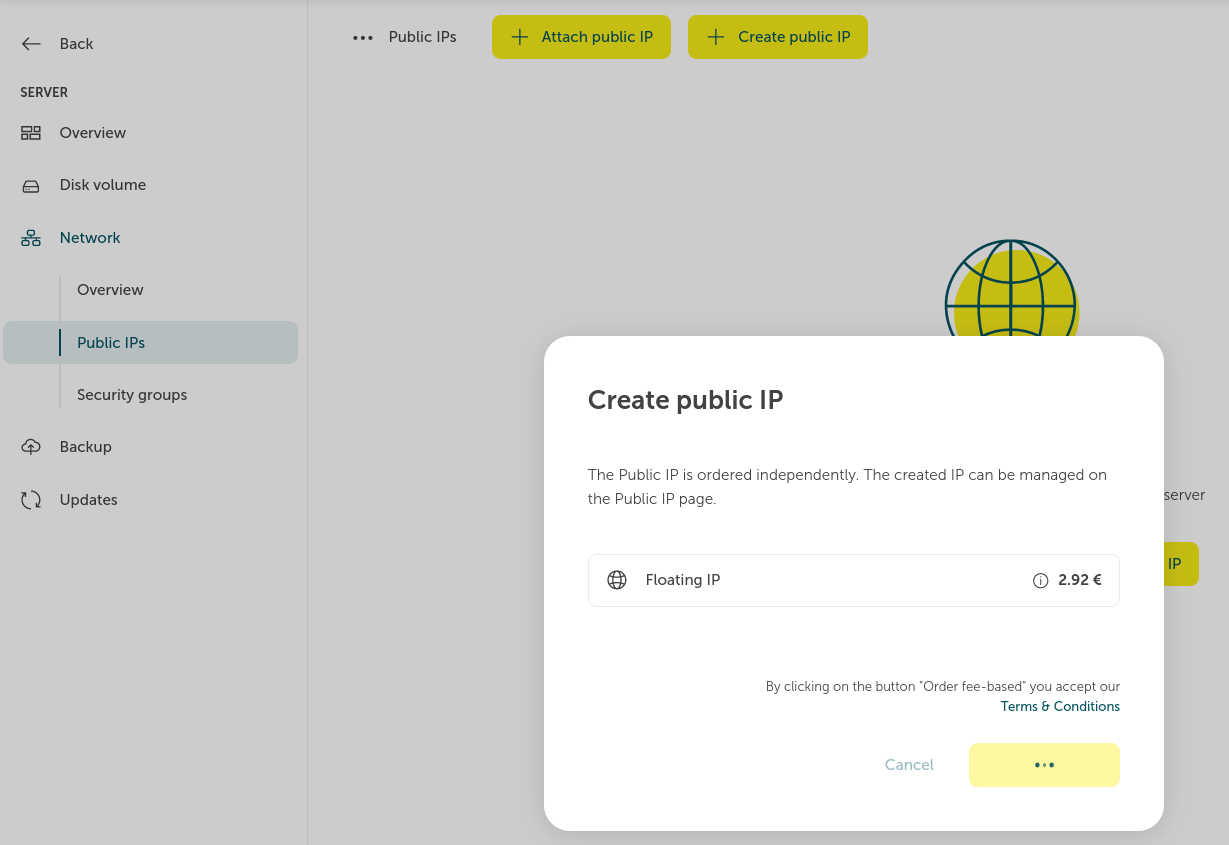 Back
SERVER
Overview
Disk volume
Network
Overview
Public IPs
Security groups
Backup
Updates
Public IPs
Attach public IP
Create public IP
server
IP
Create public IP
The Public IP is ordered independently. The created IP can be managed on
the Public IP page.
Floating IP
2.92 €
By clicking on the button "Order fee-based" you accept our
Terms & Conditions
Cancel